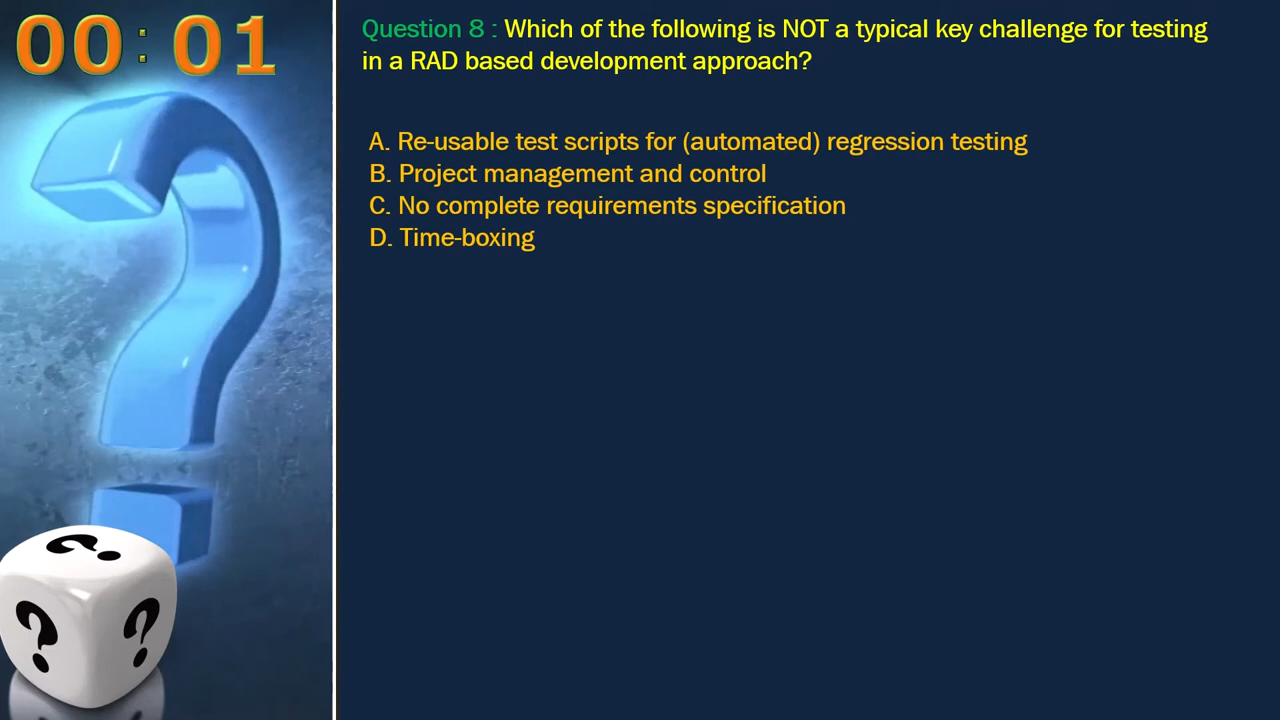 00:01
Question 8 : Which of the following is NOT a typical key challenge for testing
in a RAD based development approach?
A. Re-usable test scripts for (automated) regression testing
B. Project management and control
C. No complete requirements specification
D. Time-boxing
? ? ?